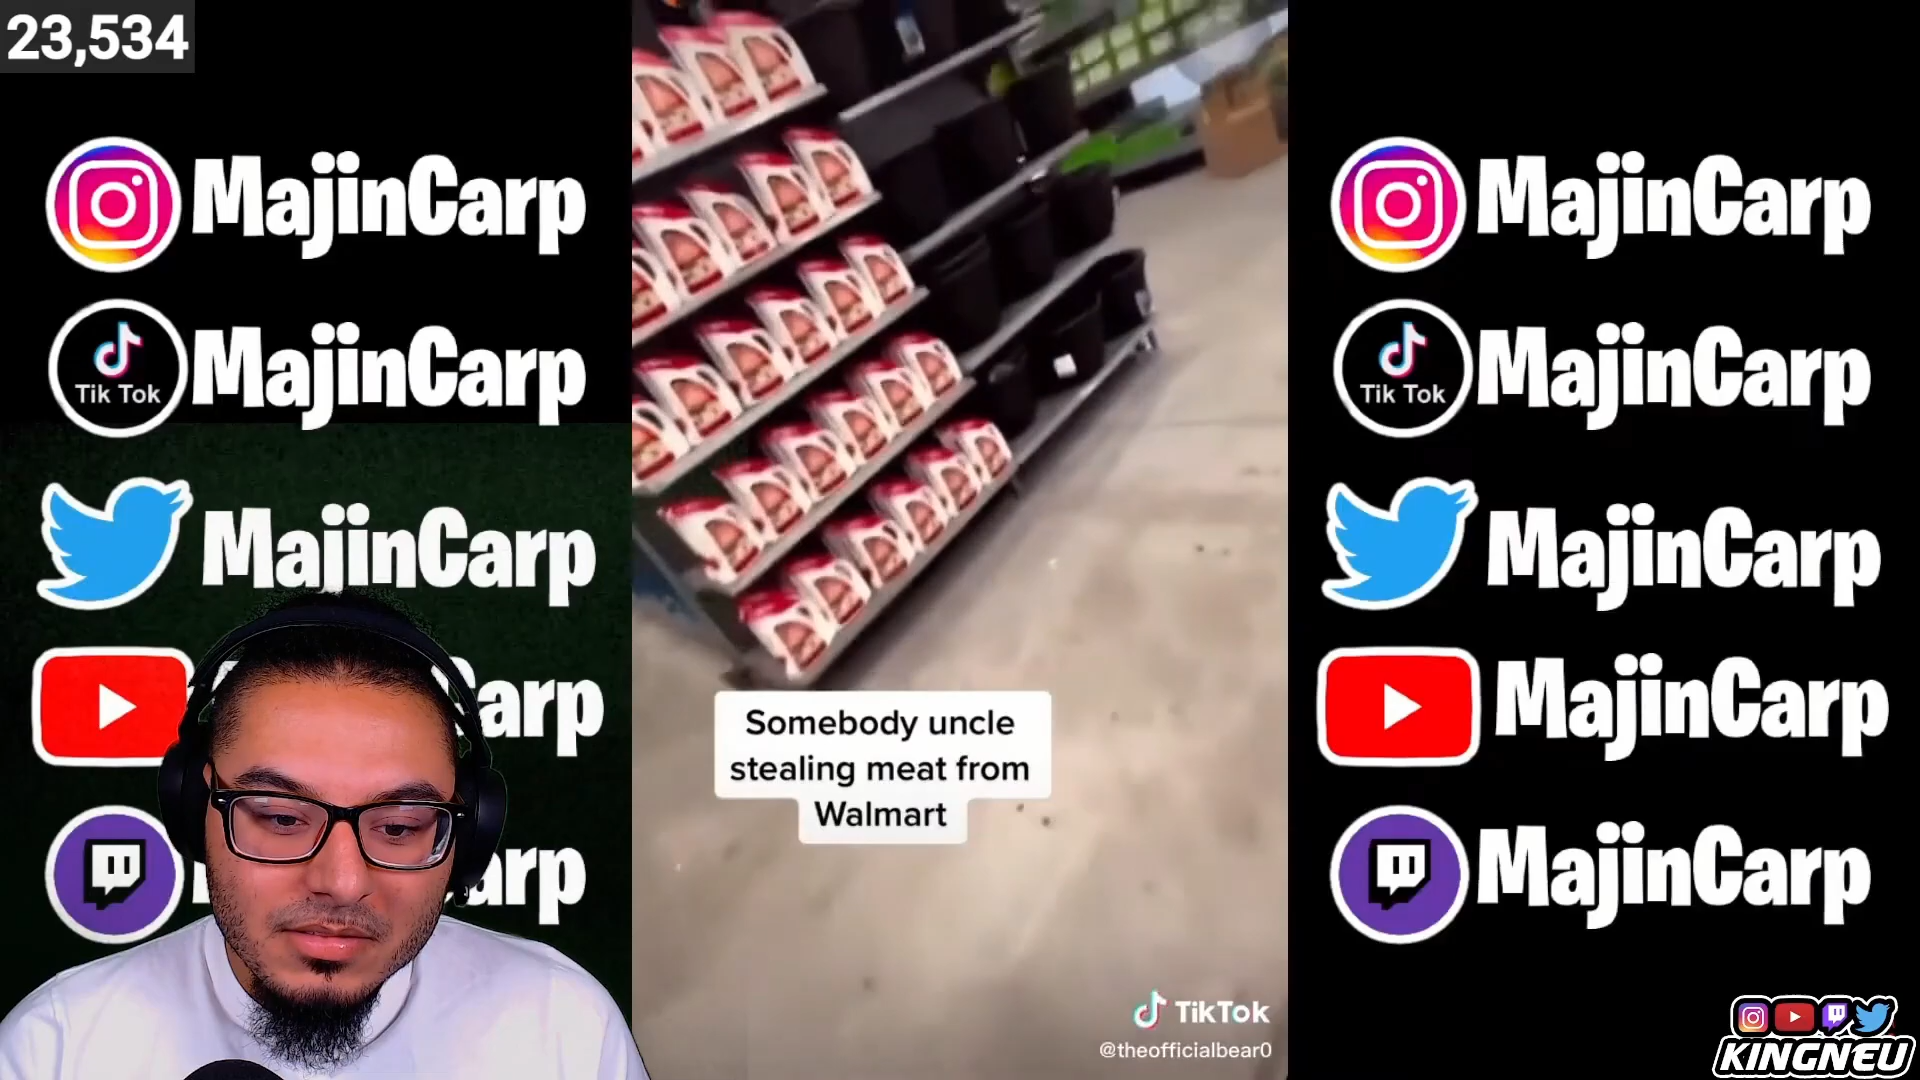 23,534
MajinCarp
Tik Tok
MajinCarp
MajinCarp
arp
arp
Somebody uncle
stealing meat from
Walmart
TikTok
@theofficialbear0
MajinCarp
Tik Tok
MajinCarp
MajinCarp
MajinCarp
MajinCarp
KINGNEU